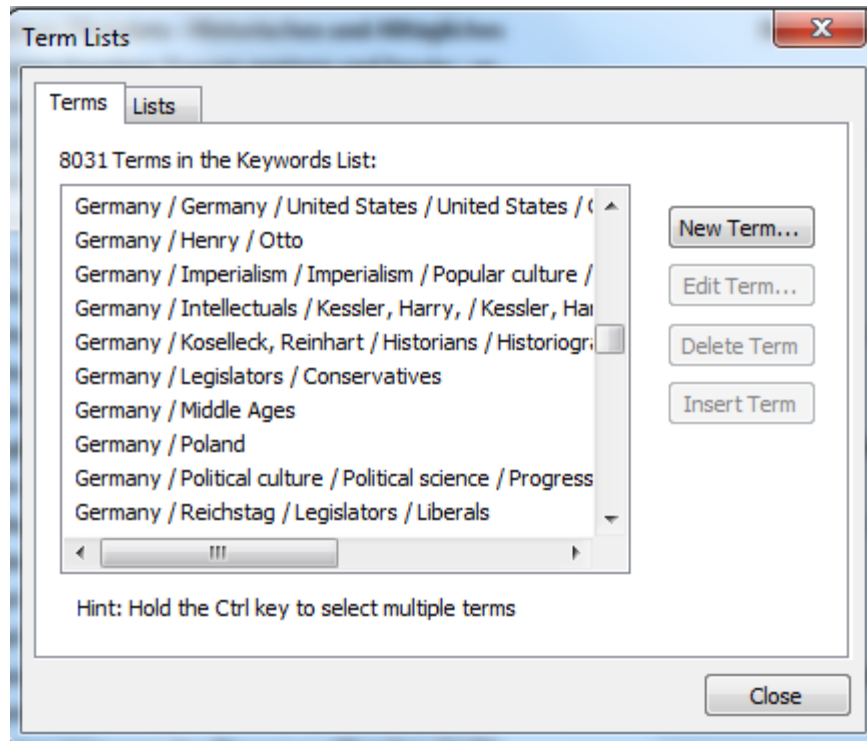 Term Lists
Terms
Lists
8031 Terms in the Keywords List:
Germany / Germany / United States / United States / (
Germany / Henry / Otto
Germany / Imperialism / Imperialism / Popular culture /
Germany / Intellectuals / Kessler, Harry, / Kessler, Har
Germany / Koselleck, Reinhart / Historians / Historiogra
Germany / Legislators / Conservatives
Germany / Middle Ages
Germany / Poland
Germany / Political culture / Political science / Progress
Germany / Reichstag / Legislators / Liberals
New Term...
Edit Term...
Delete Term
Insert Term
Hint: Hold the Ctrl key to select multiple terms
Close